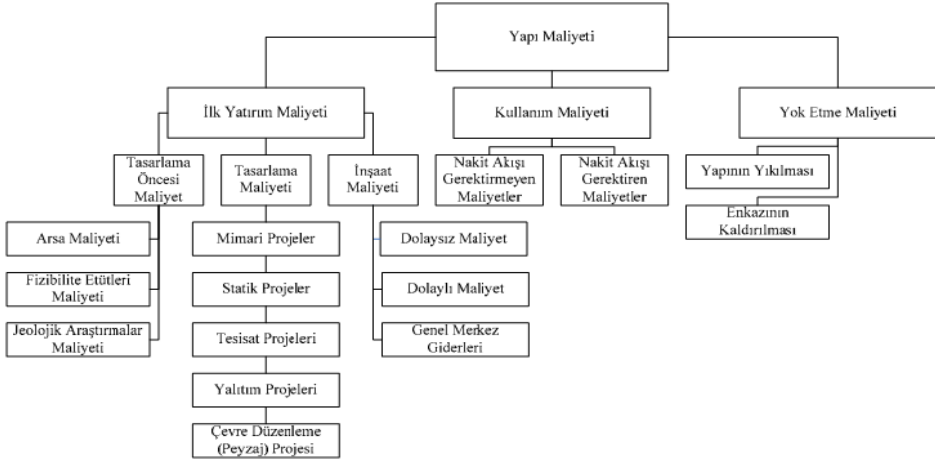 Yapı Maliyeti
İlk Yatırım Maliyeti
Kullanım Maliyeti
Yok Etme Maliyeti
Tasarlama
Öncesi
Maliyet
Tasarlama
Maliyeti
İnşaat
Maliyeti
Nakit Akışı
Gerektirmeyen
Maliyetler
Nakit Akışı
Gerektiren
Maliyetler
Yapının Yıkılması
Enkazının
Kaldırılması
Arsa Maliyeti
Mimari Projeler
Dolaysız Maliyet
Fizibilite Etütleri
Maliyeti
Statik Projeler
Dolaylı Maliyet
Jeolojik Araştırmalar
Maliyeti
Tesisat Projeleri
Genel Merkez
Giderleri
Yalıtım Projeleri
Çevre Düzenleme
(Peyzaj) Projesi